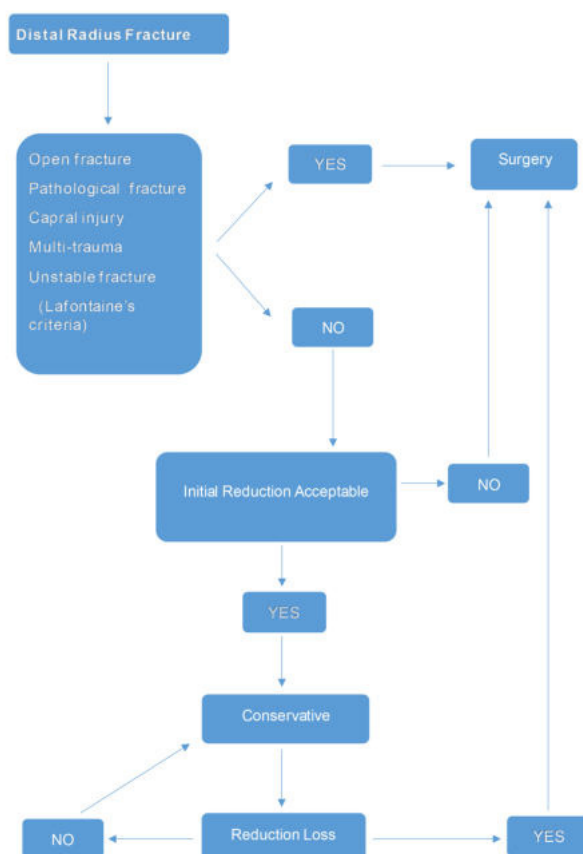 Distal Radius Fracture
Open fracture
Pathological fracture
Capral injury
Multi-trauma
Unstable fracture
(Lafontaine's
criteria)
YES
Surgery
NO
Initial Reduction Acceptable
NO
YES
Conservative
NO
Reduction Loss
YES